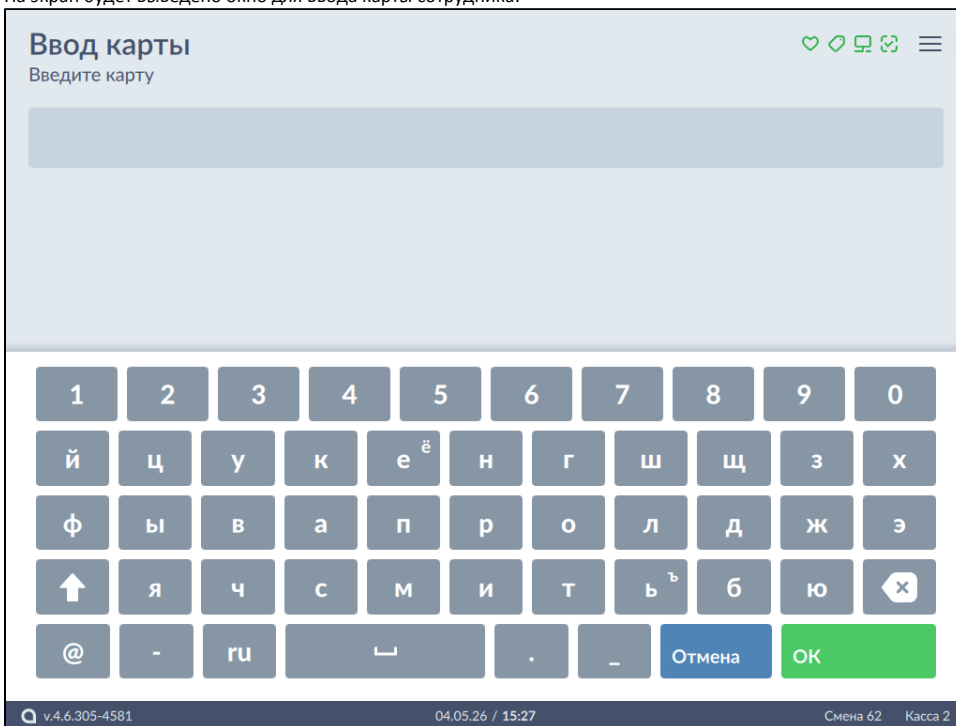 На экран будет выведено окно для ввода карты сотрудника.
Ввод карты
Введите карту
1 2 3 4 5 6 7 8 9 0
й ц у к е ё н г ш щ з х
ф ы в а п р о л д ж э
я ч с м и т ь ъ б ю
@ - ru . _ Отмена ОК
v.4.6.305-4581 04.05.26 / 15:27 Смена 62 Касса 2